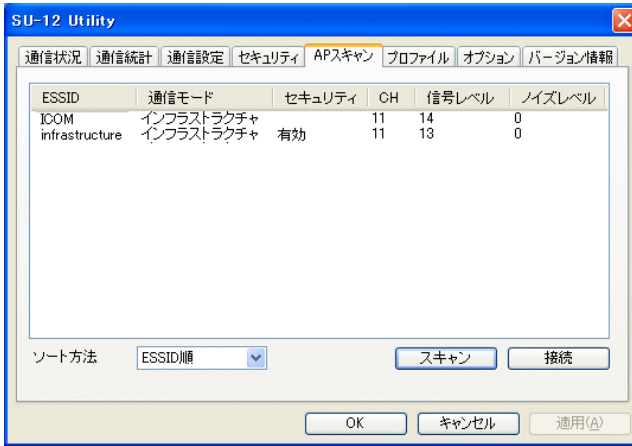 SU-12 Utility
通信状況 通信統計 通信設定 セキュリティ APスキャン プロファイル オプション バージョン情報
ESSID 通信モード セキュリティ CH 信号レベル ノイズレベル
ICOM インフラストラクチャ 11 14 0
infrastructure インフラストラクチャ 有効 11 13 0
ソート方法 ESSID順 スキャン 接続
OK キャンセル 適用(A)